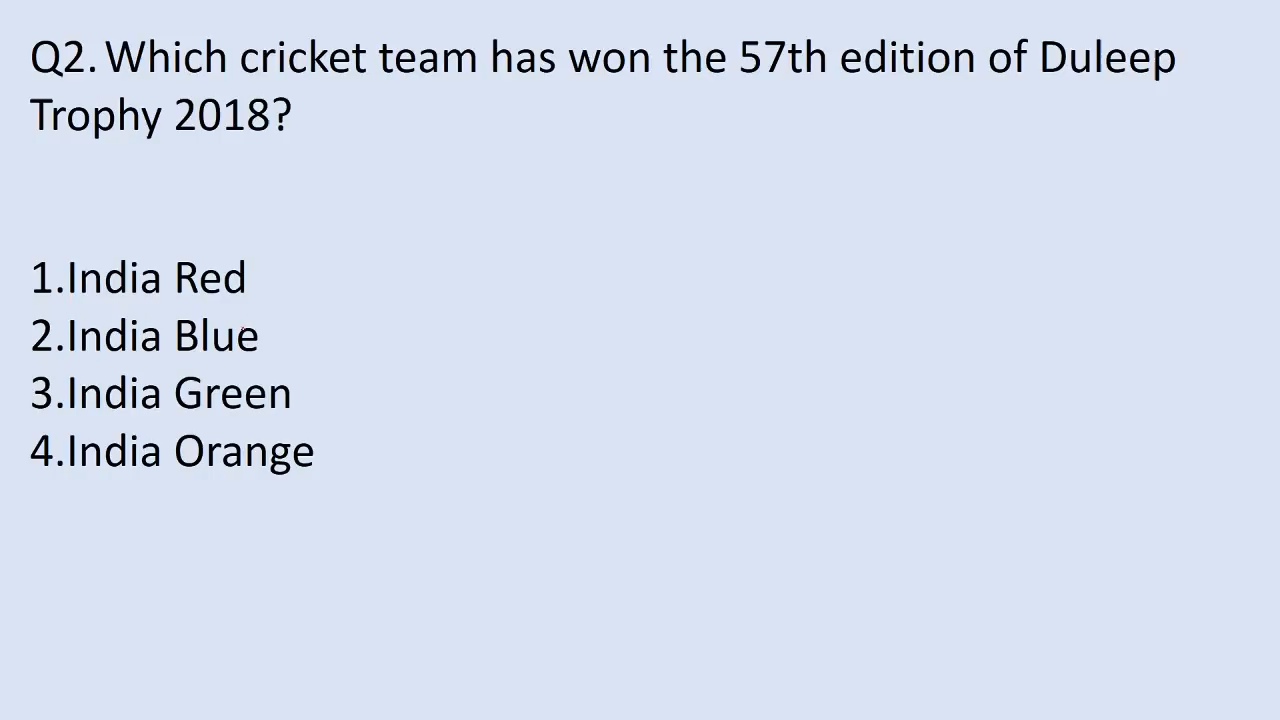 Q2. Which cricket team has won the 57th edition of Duleep
Trophy 2018?
1.India Red
2.India Blue
3.India Green
4.India Orange